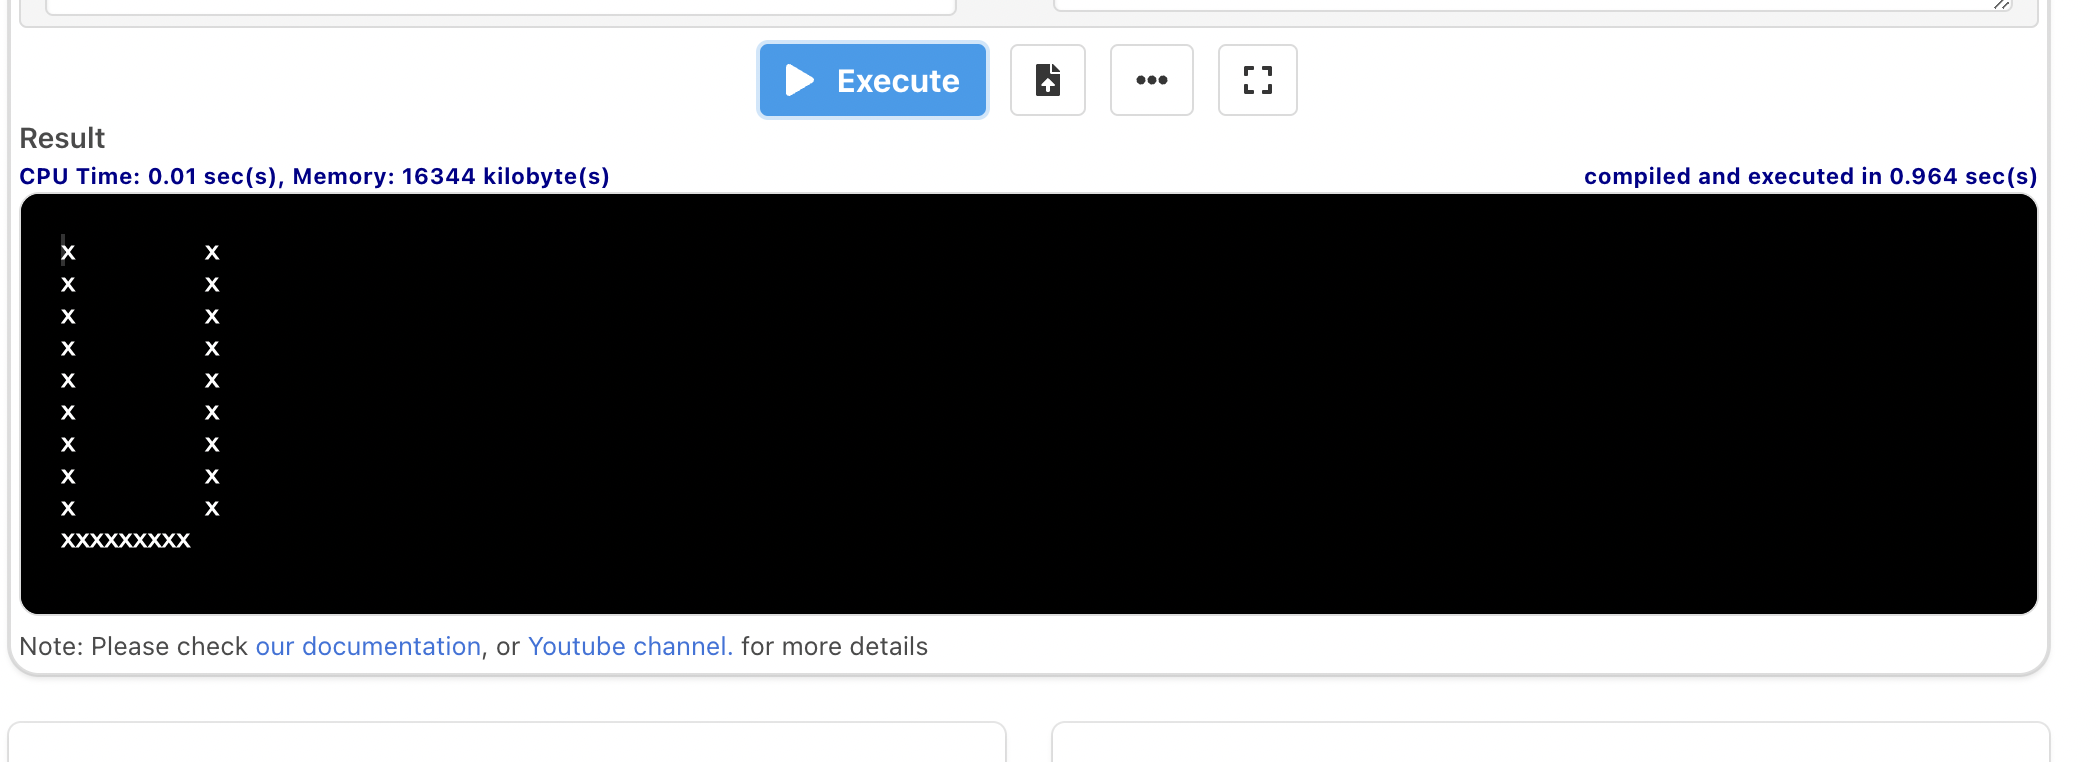 Execute
Result
CPU Time: 0.01 sec(s), Memory: 16344 kilobyte(s)
compiled and executed in 0.964 sec(s)
x         x
x         x
x         x
x         x
x         x
x         x
x         x
x         x
x         x
xxxxxxxxx
Note: Please check our documentation, or Youtube channel. for more details